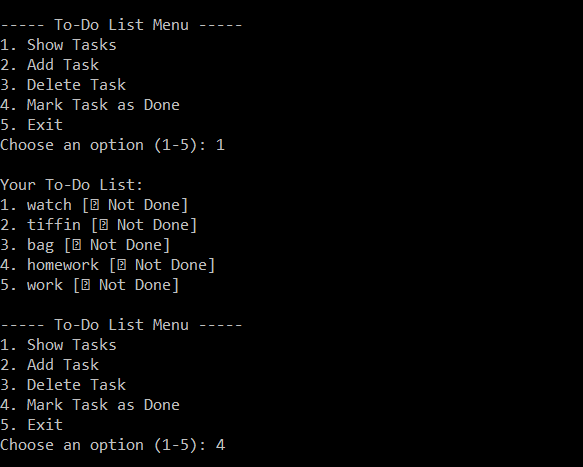 ----- To-Do List Menu -----
1. Show Tasks
2. Add Task
3. Delete Task
4. Mark Task as Done
5. Exit
Choose an option (1-5): 1
Your To-Do List:
1. watch [⍰ Not Done]
2. tiffin [⍰ Not Done]
3. bag [⍰ Not Done]
4. homework [⍰ Not Done]
5. work [⍰ Not Done]
----- To-Do List Menu -----
1. Show Tasks
2. Add Task
3. Delete Task
4. Mark Task as Done
5. Exit
Choose an option (1-5): 4